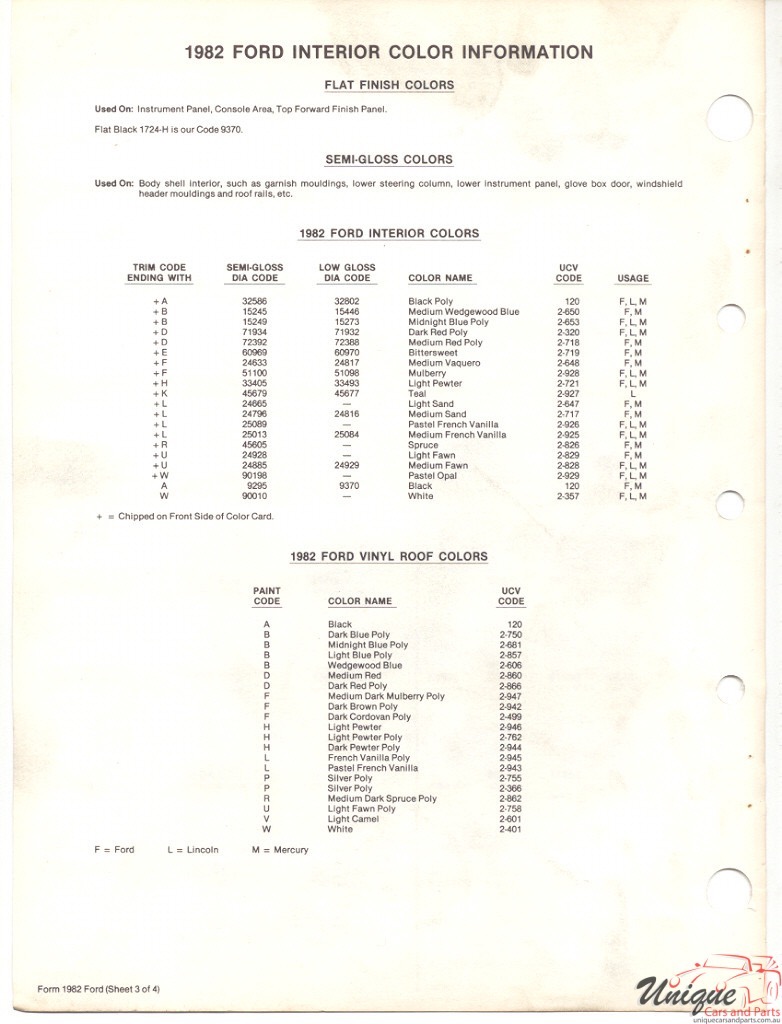 1982 FORD INTERIOR COLOR INFORMATION
FLAT FINISH COLORS
Used On: Instrument Panel, Console Area, Top Forward Finish Panel.
Flat Black 1724-H is our Code 9370.
SEMI-GLOSS COLORS
Used On: Body shell interior, such as garnish mouldings, lower steering column, lower instrument panel, glove box door, windshield
header mouldings and roof rails, etc.
1982 FORD INTERIOR COLORS
TRIM CODE SEMI-GLOSS LOW GLOSS UCV
ENDING WITH DIA CODE DIA CODE COLOR NAME CODE USAGE
+ A 32586 32802 Black Poly 120 F, L, M
+ B 15245 15446 Medium Wedgewood Blue 2-650 F, M
+ B 15249 15273 Midnight Blue Poly 2-653 F, L, M
+ D 71934 71932 Dark Red Poly 2-320 F, L, M
+ D 72392 72388 Medium Red Poly 2-718 F, M
+ E 60969 60970 Bittersweet 2-719 F, M
+ F 24633 24817 Medium Vaquero 2-648 F, M
+ F 51100 51098 Mulberry 2-928 F, L, M
+ H 33405 33493 Light Pewter 2-721 F, L, M
+ K 45679 45677 Teal 2-927 L
+ L 24665 — Light Sand 2-647 F, M
+ L 24796 24816 Medium Sand 2-717 F, M
+ L 25089 — Pastel French Vanilla 2-926 F, L, M
+ L 25013 25084 Medium French Vanilla 2-925 F, L, M
+ R 45605 — Spruce 2-826 F, M
+ U 24928 — Light Fawn 2-829 F, M
+ U 24885 24929 Medium Fawn 2-828 F, L, M
+ W 90198 — Pastel Opal 2-929 F, L, M
A 9295 9370 Black 120 F, M
W 90010 — White 2-357 F, L, M
+ = Chipped on Front Side of Color Card.
1982 FORD VINYL ROOF COLORS
PAINT UCV
CODE COLOR NAME CODE
A Black 120
B Dark Blue Poly 2-750
B Midnight Blue Poly 2-681
B Light Blue Poly 2-857
B Wedgewood Blue 2-606
D Medium Red 2-860
D Dark Red Poly 2-866
F Medium Dark Mulberry Poly 2-947
F Dark Brown Poly 2-942
F Dark Cordovan Poly 2-499
H Light Pewter 2-946
H Light Pewter Poly 2-762
H Dark Pewter Poly 2-944
L French Vanilla Poly 2-945
L Pastel French Vanilla 2-943
P Silver Poly 2-755
P Silver Poly 2-366
R Medium Dark Spruce Poly 2-862
U Light Fawn Poly 2-758
V Light Camel 2-601
W White 2-401
F = Ford L = Lincoln M = Mercury
Form 1982 Ford (Sheet 3 of 4)
Unique
Cars and Parts
uniquecarsandparts.com.au